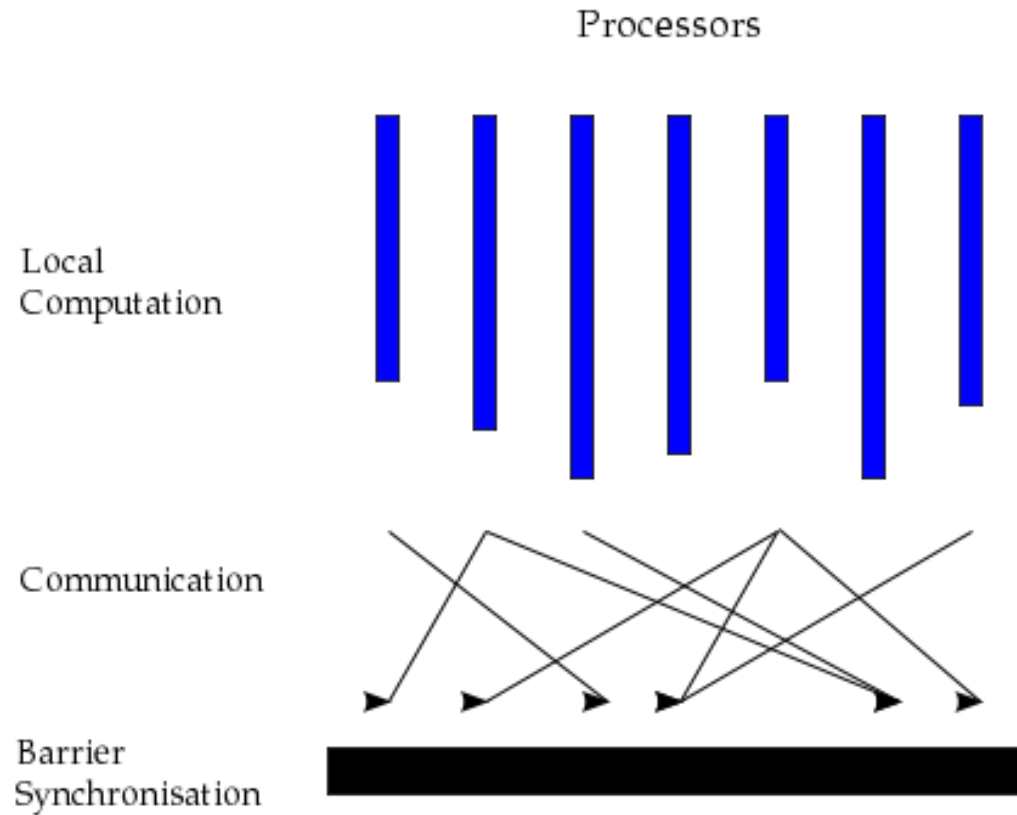 Processors
Local
Computation
Communication
Barrier
Synchronisation